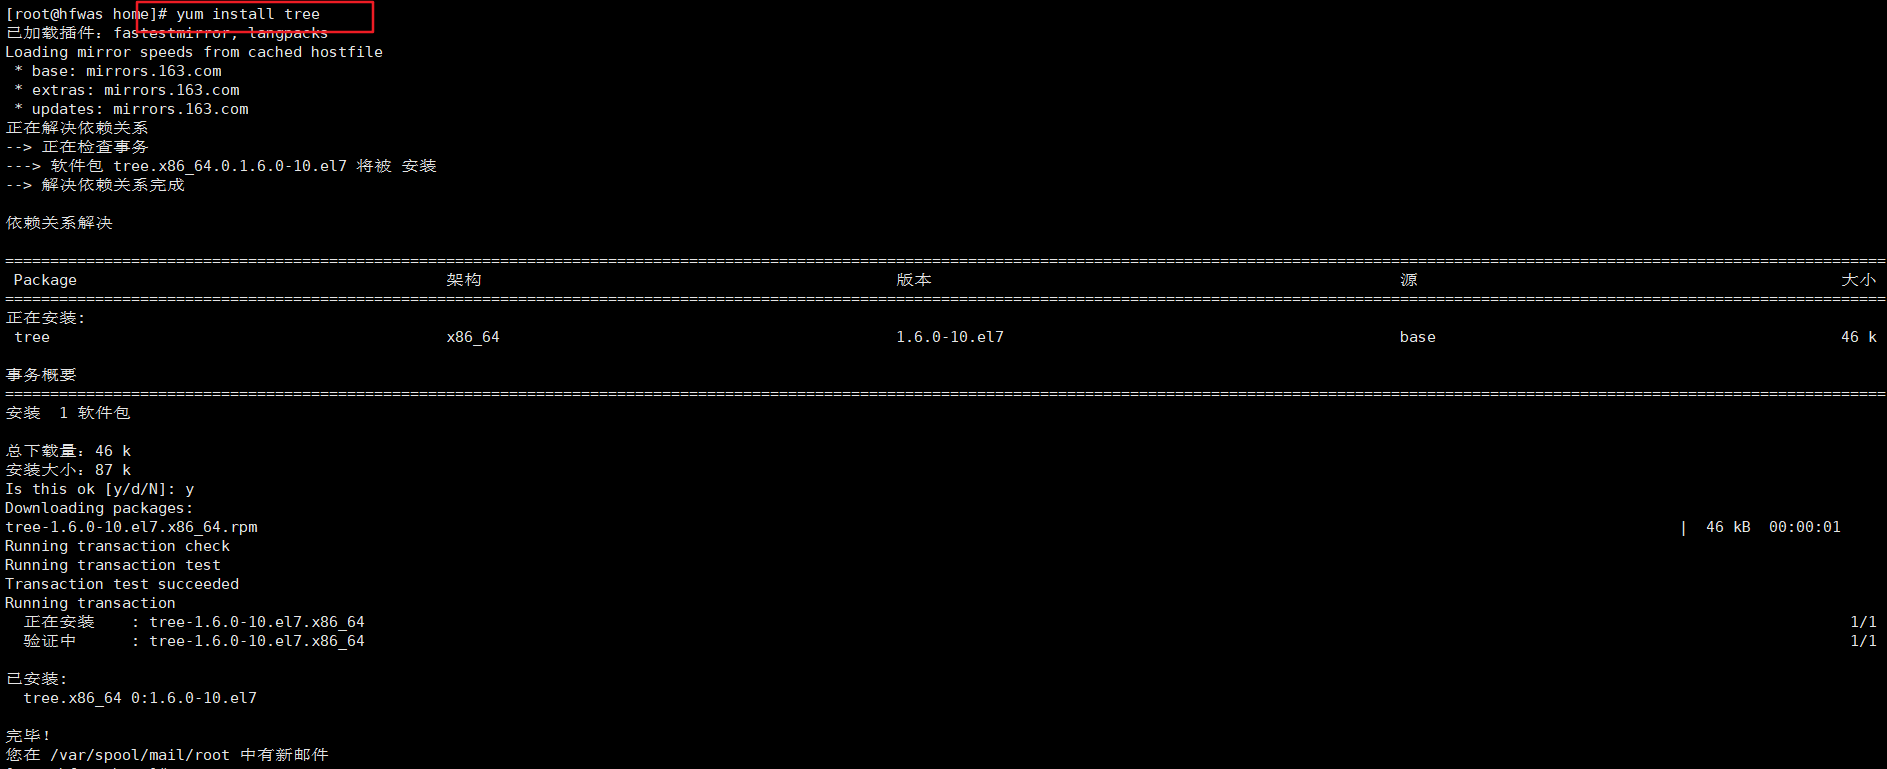 [root@hfwas home]# yum install tree
已加载插件：fastestmirror, langpacks
Loading mirror speeds from cached hostfile
 * base: mirrors.163.com
 * extras: mirrors.163.com
 * updates: mirrors.163.com
正在解决依赖关系
--> 正在检查事务
---> 软件包 tree.x86_64.0.1.6.0-10.el7 将被 安装
--> 解决依赖关系完成
依赖关系解决
Package 架构 版本 源 大小
正在安装:
tree x86_64 1.6.0-10.el7 base 46 k
事务概要
安装  1 软件包
总下载量：46 k
安装大小：87 k
Is this ok [y/d/N]: y
Downloading packages:
tree-1.6.0-10.el7.x86_64.rpm | 46 kB 00:00:01
Running transaction check
Running transaction test
Transaction test succeeded
Running transaction
正在安装 : tree-1.6.0-10.el7.x86_64 1/1
验证中 : tree-1.6.0-10.el7.x86_64 1/1
已安装:
tree.x86_64 0:1.6.0-10.el7
完毕！
您在 /var/spool/mail/root 中有新邮件